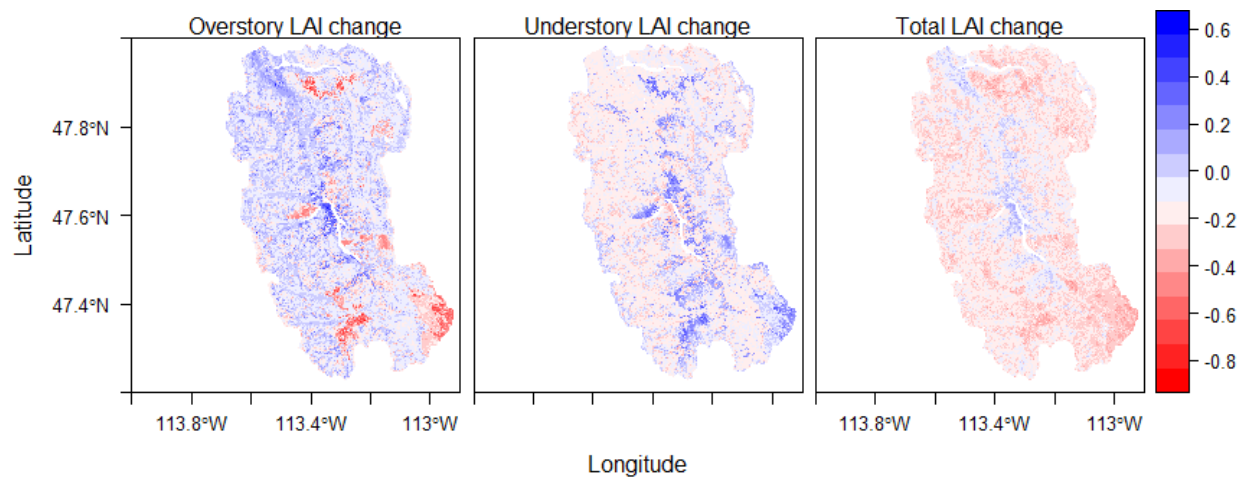 Overstory LAI change Understory LAI change Total LAI change
0.6
0.4
47.8°N
0.2
0.0
Latitude
47.6°N
-0.2
-0.4
47.4°N
-0.6
-0.8
113.8°W 113.4°W 113°W 113.8°W 113.4°W 113°W
Longitude